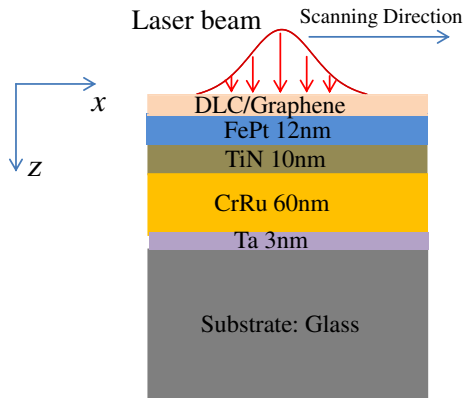 Laser beam
Scanning Direction
x
z
DLC/Graphene
FePt 12nm
TiN 10nm
CrRu 60nm
Ta 3nm
Substrate: Glass